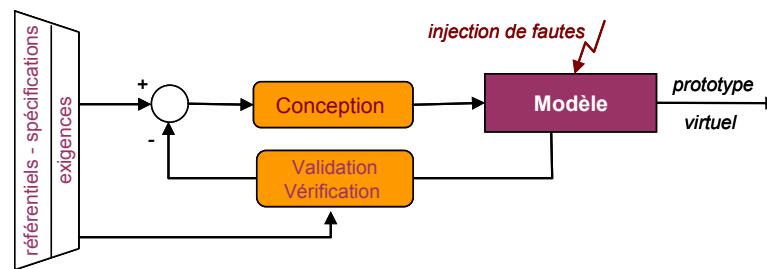 référentiels - spécifications
exigences
+
-
Conception
Validation
Vérification
injection de fautes
Modèle
prototype
virtuel